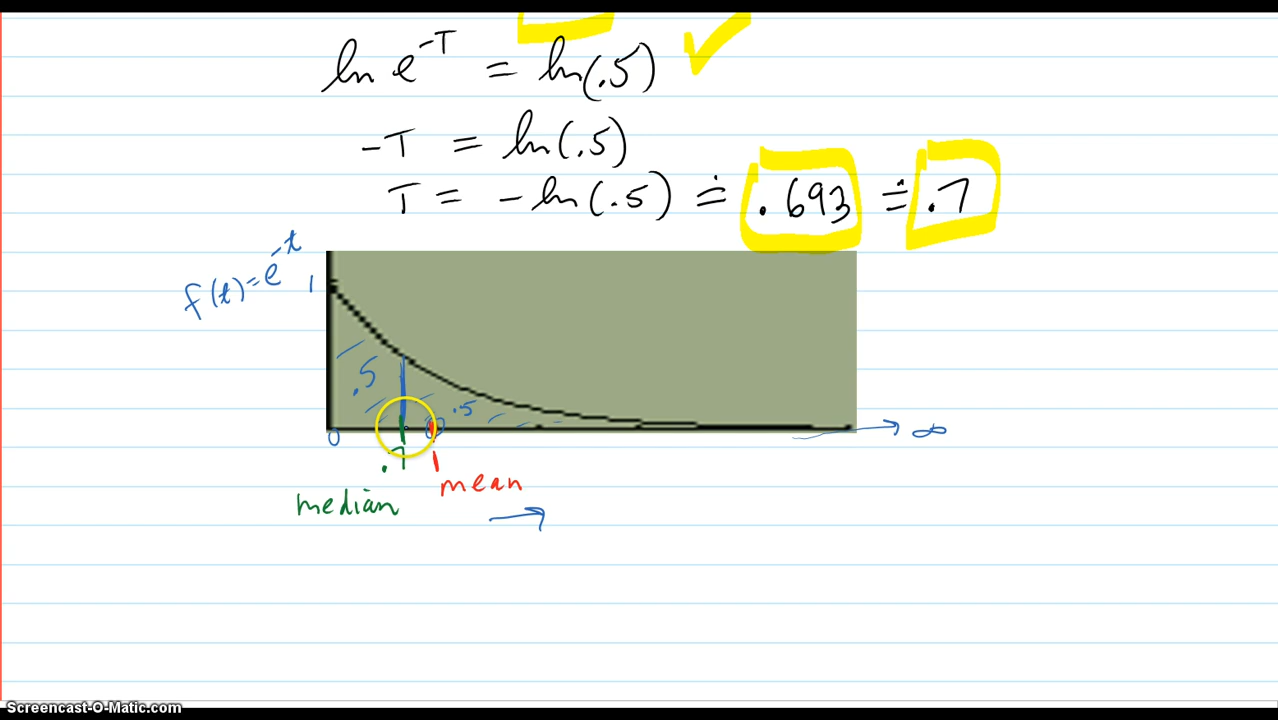 ln e^-T = ln(.5) ✓
-T = ln(.5)
T = -ln(.5) ≐ .693 ≐ .7
f(t)=e^-t
1
.5
.5
0
∞
.7
1
mean
median
Screencast-O-Matic.com